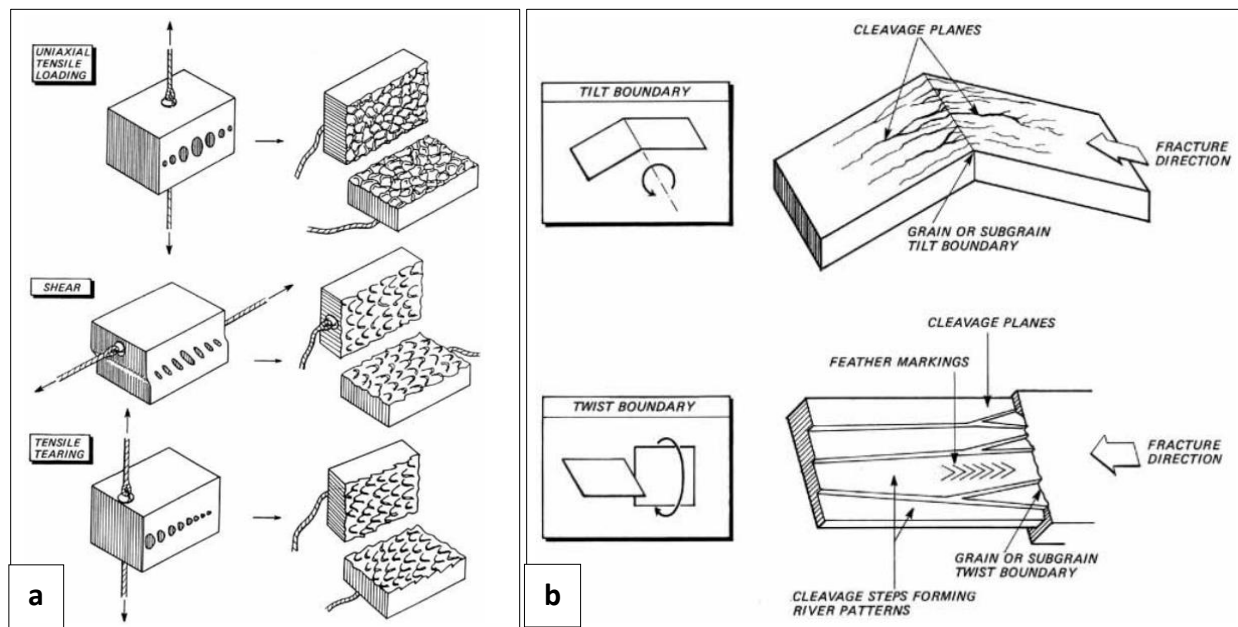 UNIAXIAL
TENSILE
LOADING
SHEAR
TENSILE
TEARING
a
CLEAVAGE PLANES
TILT BOUNDARY
FRACTURE
DIRECTION
GRAIN OR SUBGRAIN
TILT BOUNDARY
CLEAVAGE PLANES
FEATHER MARKINGS
TWIST BOUNDARY
FRACTURE
DIRECTION
GRAIN OR SUBGRAIN
TWIST BOUNDARY
CLEAVAGE STEPS FORMING
RIVER PATTERNS
b